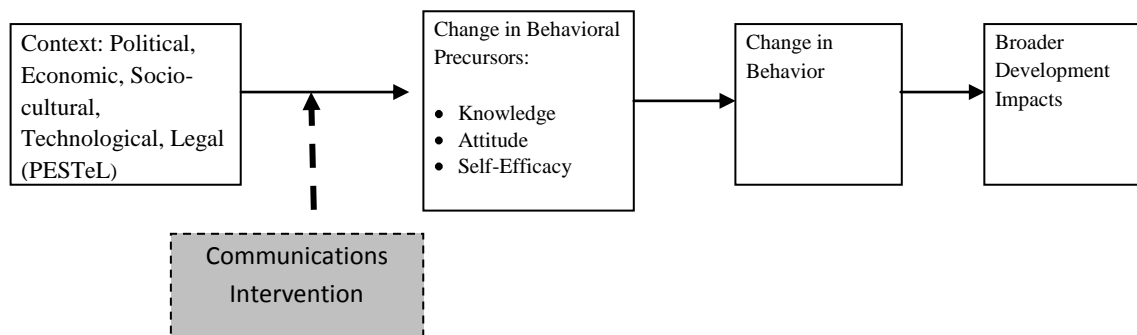 Context: Political,
Economic, Socio-
cultural,
Technological, Legal
(PESTeL)
Change in Behavioral
Precursors:
• Knowledge
• Attitude
• Self-Efficacy
Change in
Behavior
Broader
Development
Impacts
Communications
Intervention